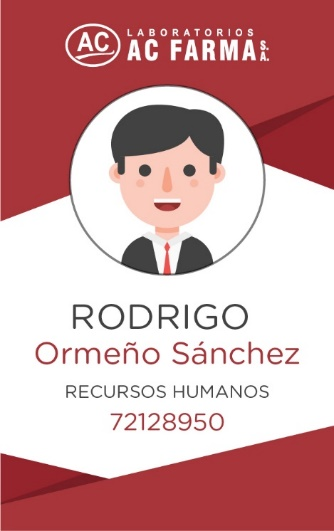 AC
LABORATORIOS
AC FARMA S.A.
RODRIGO
Ormeño Sánchez
RECURSOS HUMANOS
72128950